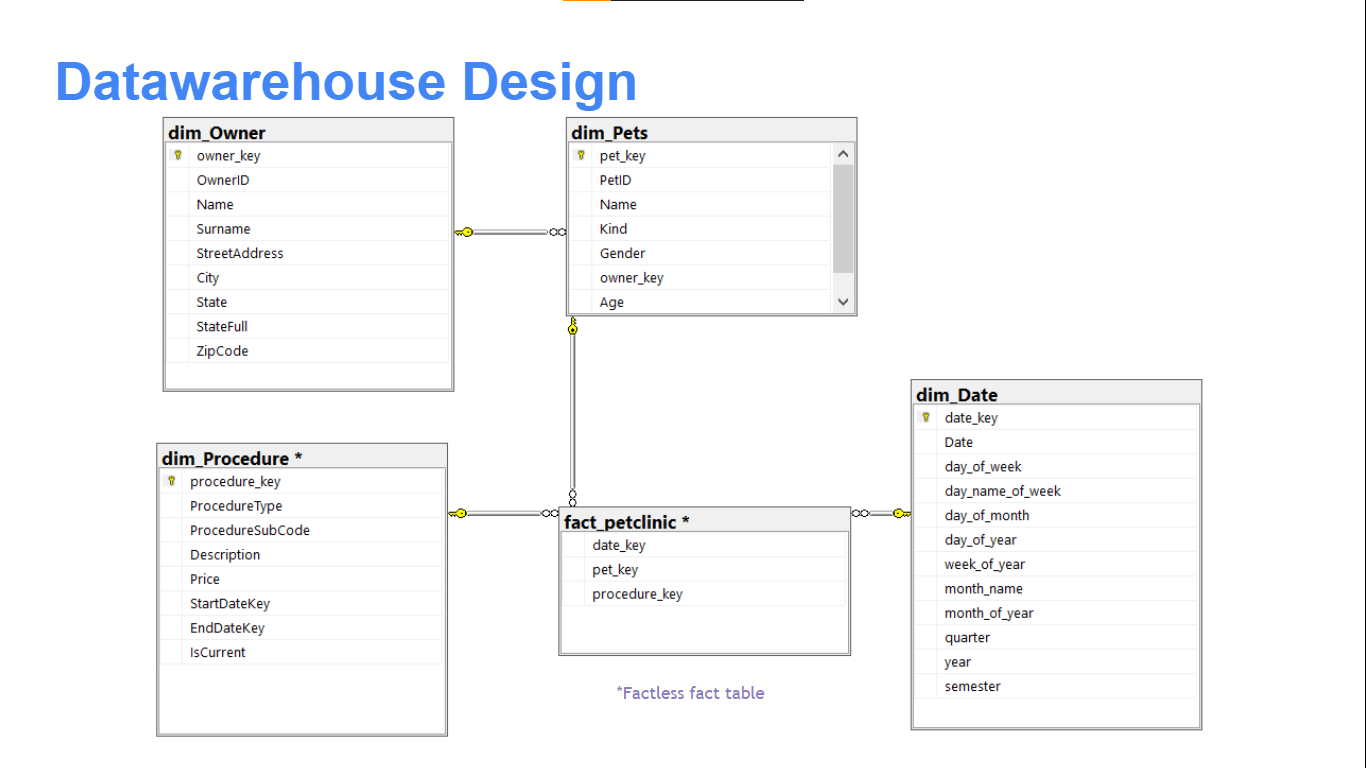 Datawarehouse Design
dim_Owner
owner_key
OwnerID
Name
Surname
StreetAddress
City
State
StateFull
ZipCode
dim_Pets
pet_key
PetID
Name
Kind
Gender
owner_key
Age
dim_Procedure *
procedure_key
ProcedureType
ProcedureSubCode
Description
Price
StartDateKey
EndDateKey
IsCurrent
fact_petclinic *
date_key
pet_key
procedure_key
*Factless fact table
dim_Date
date_key
Date
day_of_week
day_name_of_week
day_of_month
day_of_year
week_of_year
month_name
month_of_year
quarter
year
semester